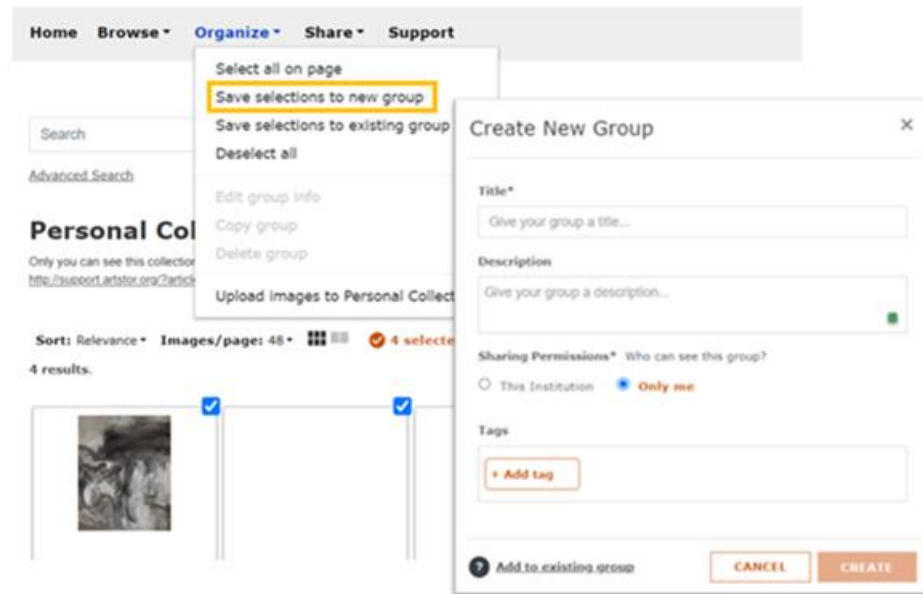 Home Browse Organize Share Support
Select all on page
Save selections to new group
Save selections to existing group
Deselect all
Edit group info
Copy group
Delete group
Upload images to Personal Collect
Search
Advanced Search
Personal Col
Only you can see this collection
http://support.artstor.org/?article
Sort: Relevance Images/page: 48 4 selecte
4 results.
Create New Group
Title*
Give your group a title...
Description
Give your group a description...
Sharing Permissions* Who can see this group?
This Institution Only me
Tags
+ Add tag
? Add to existing group CANCEL CREATE